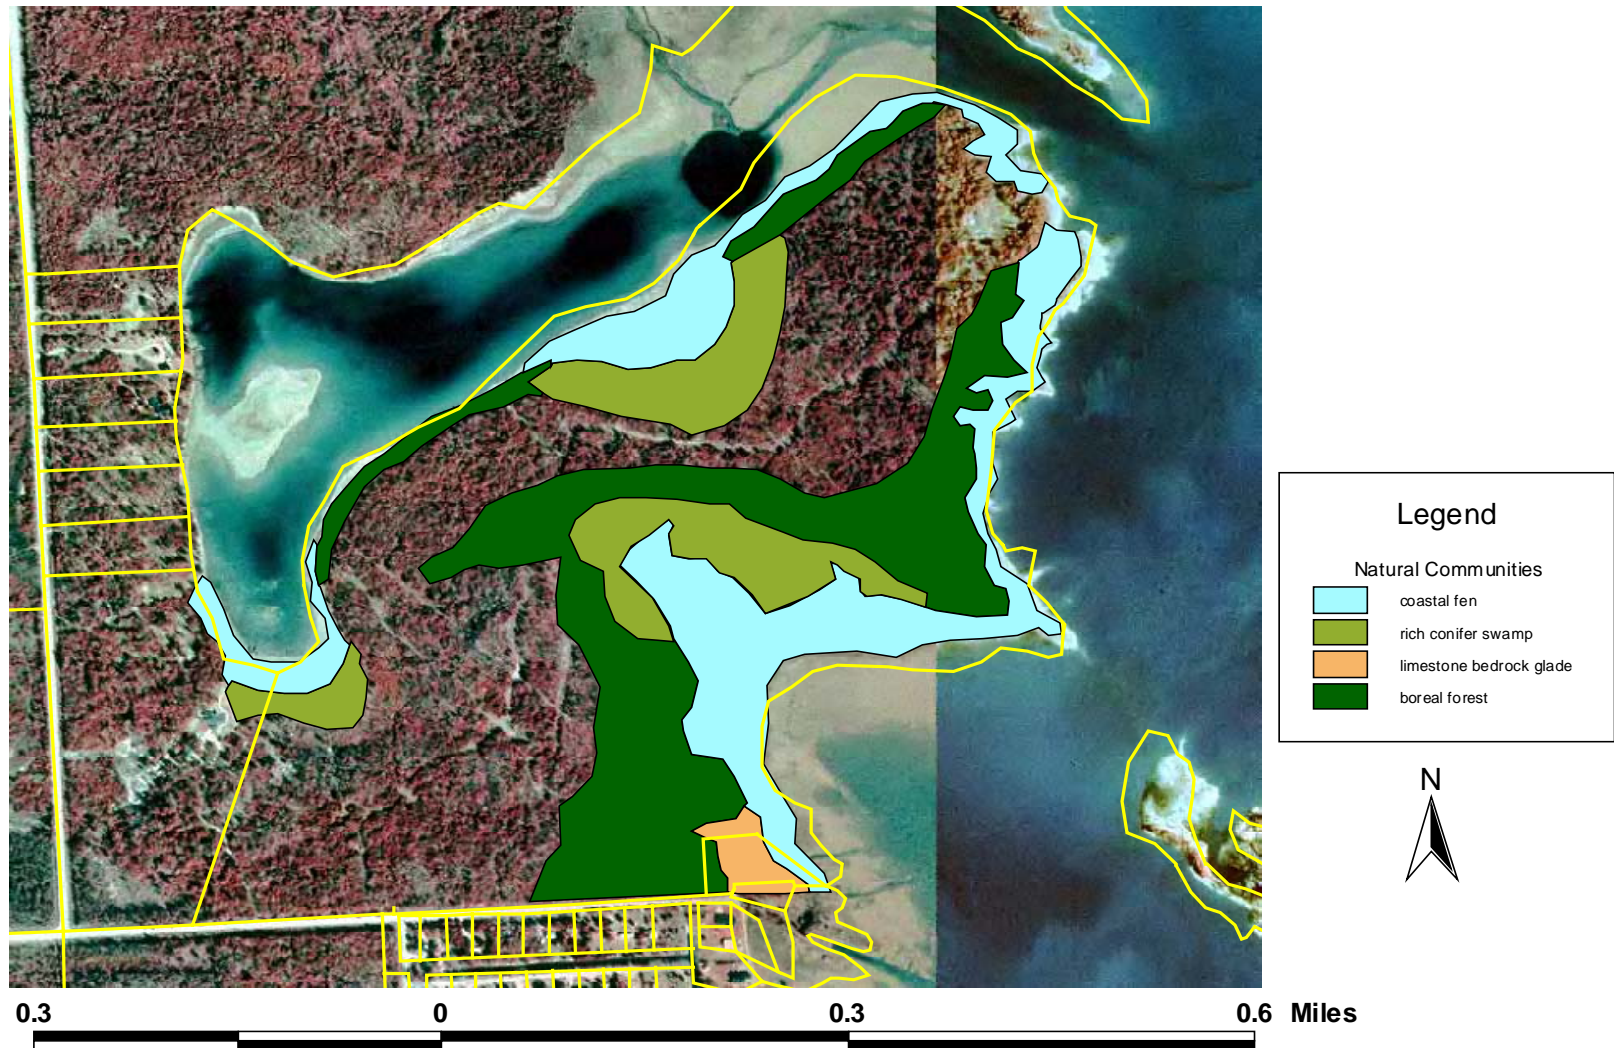 Legend
Natural Communities
coastal fen
rich conifer swamp
limestone bedrock glade
boreal forest
N
0.3 0 0.3 0.6 Miles